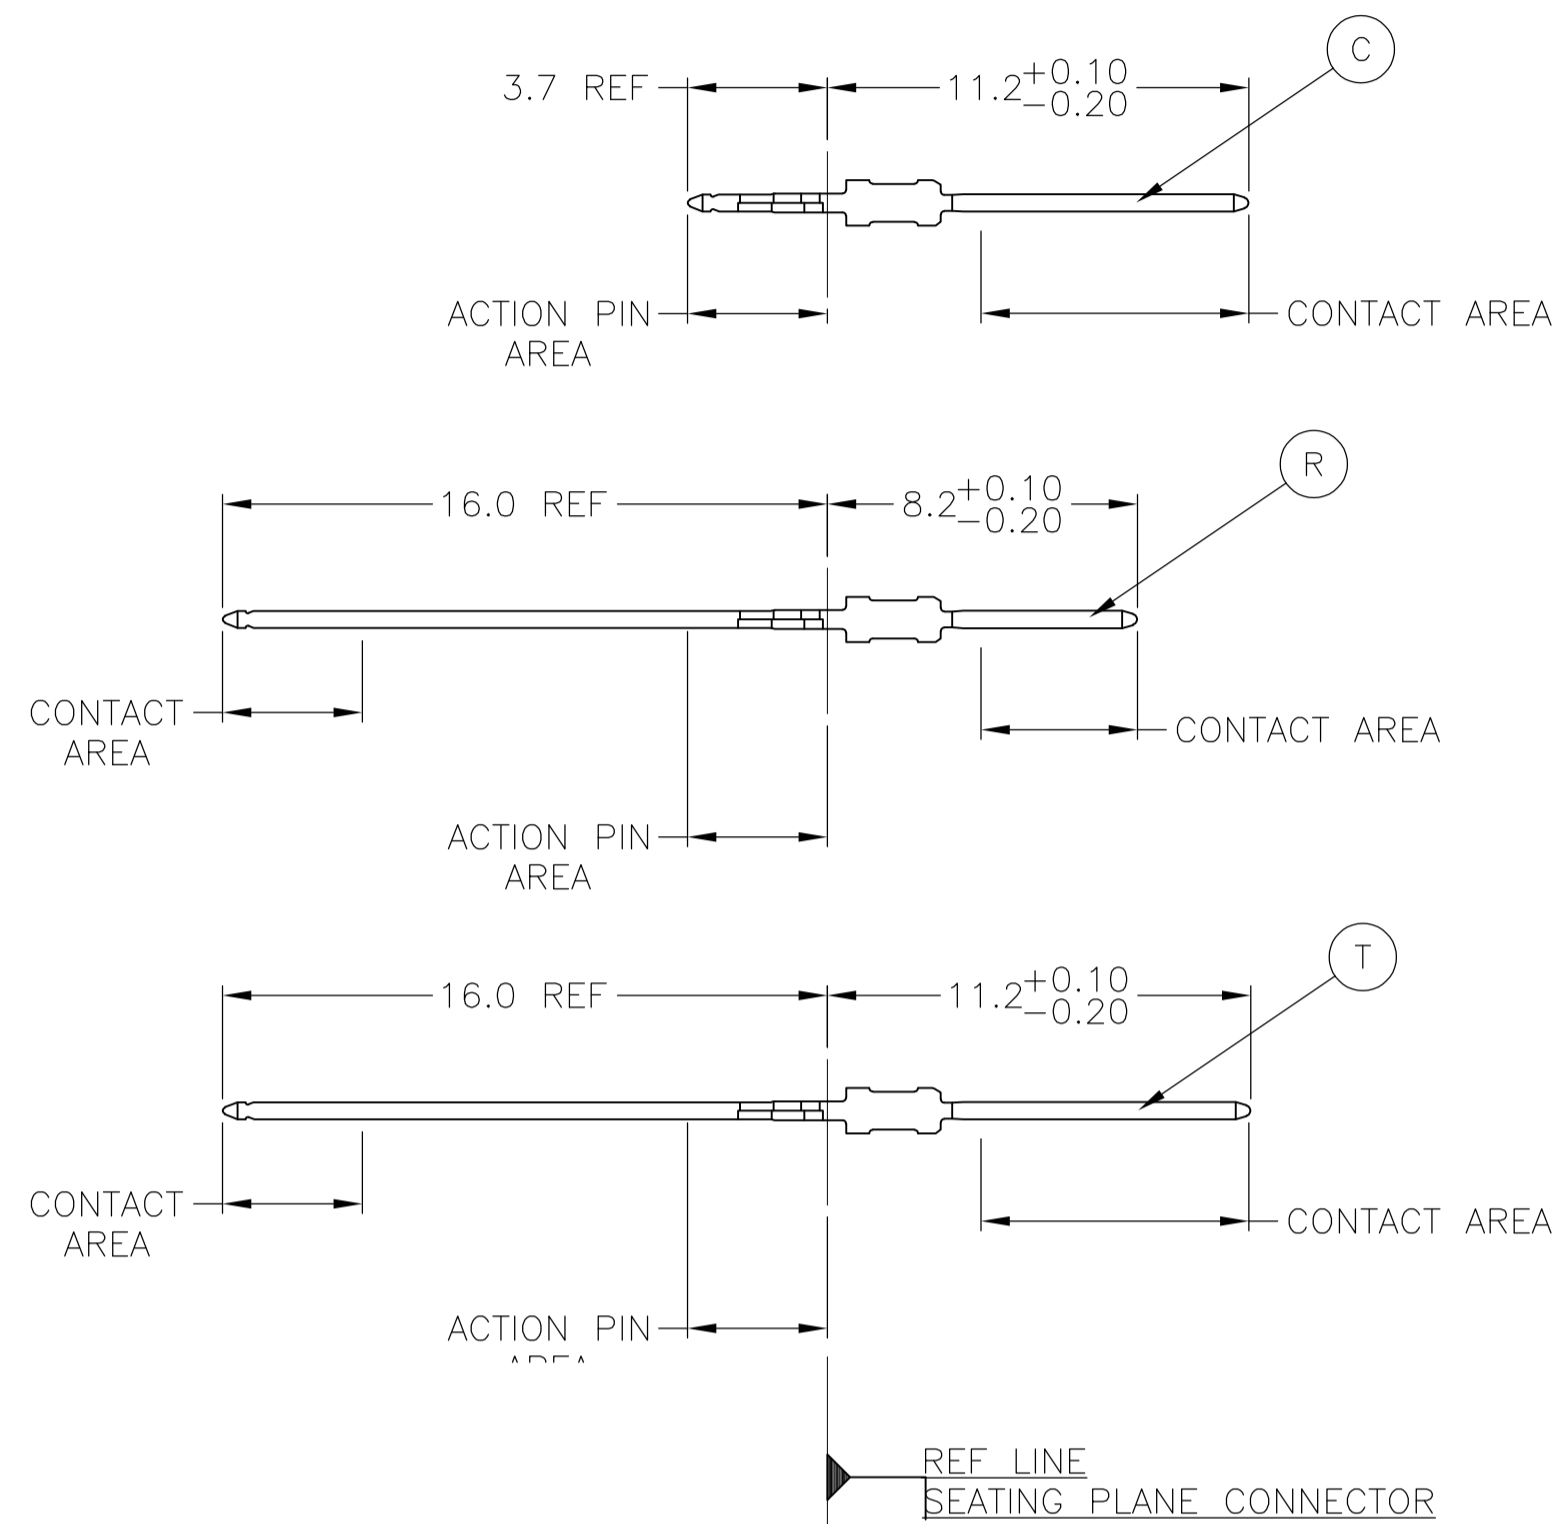 C
3.7 REF
11.2 +0.10 -0.20
ACTION PIN
AREA
CONTACT AREA
R
16.0 REF
8.2 +0.10 -0.20
CONTACT
AREA
CONTACT AREA
ACTION PIN
AREA
T
16.0 REF
11.2 +0.10 -0.20
CONTACT
AREA
CONTACT AREA
ACTION PIN
REF LINE
SEATING PLANE CONNECTOR